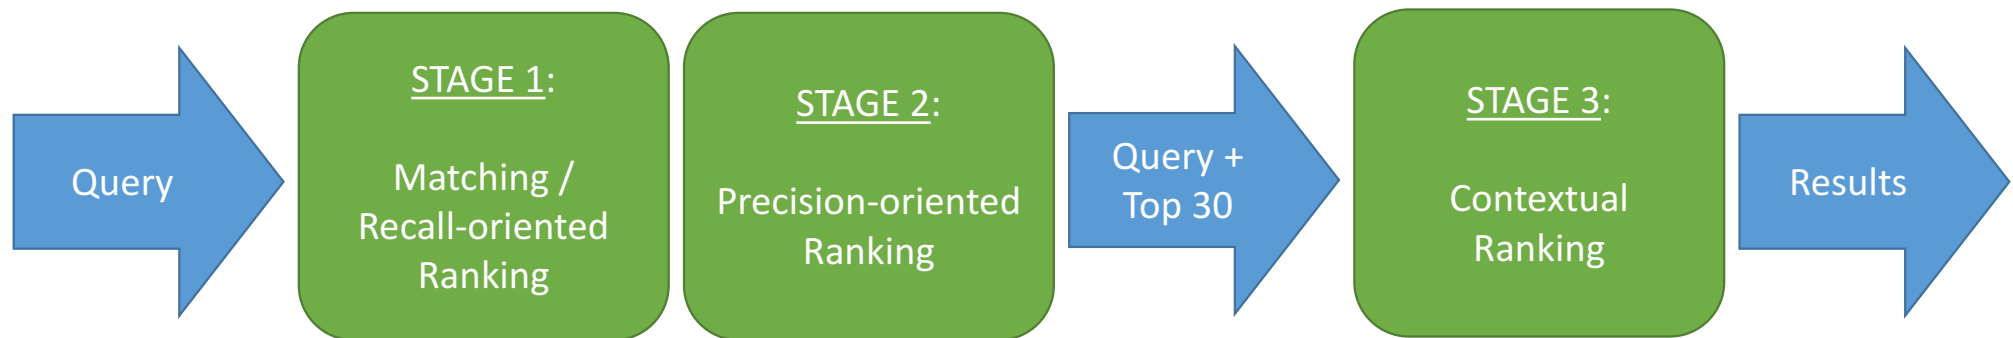 Query
STAGE 1:
Matching /
Recall-oriented
Ranking
STAGE 2:
Precision-oriented
Ranking
Query +
Top 30
STAGE 3:
Contextual
Ranking
Results